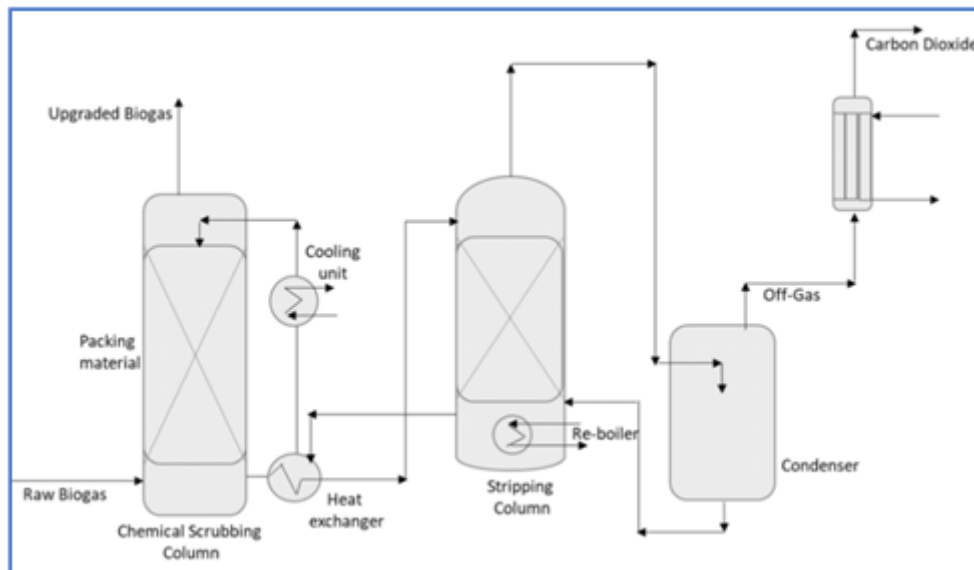 Carbon Dioxide
Upgraded Biogas
Cooling
unit
Packing
material
Off-Gas
Re-boiler
Condenser
Raw Biogas
Heat
exchanger
Stripping
Column
Chemical Scrubbing
Column